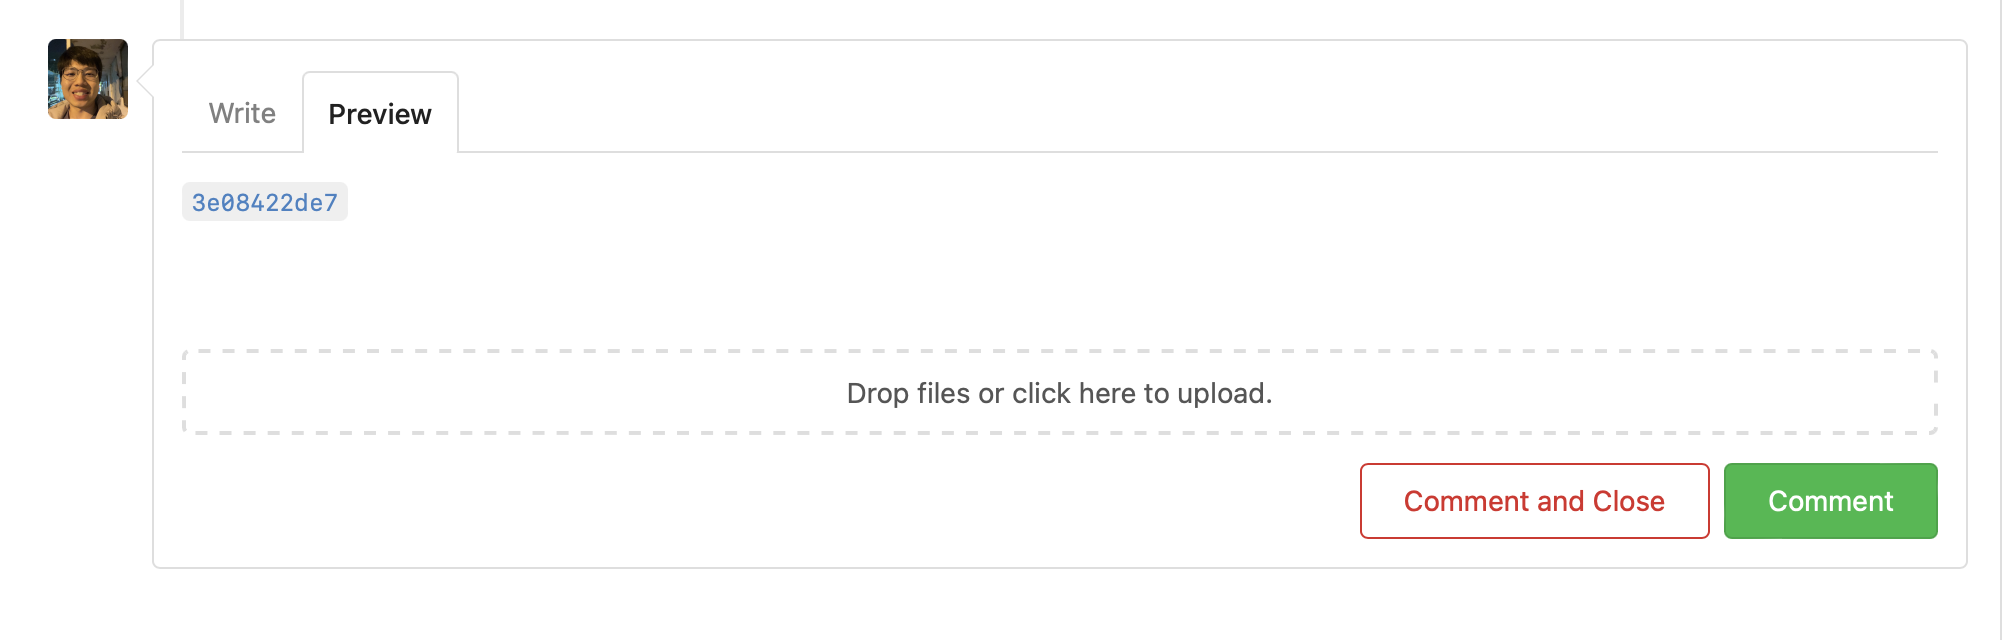 Write
Preview
3e08422de7
Drop files or click here to upload.
Comment and Close
Comment